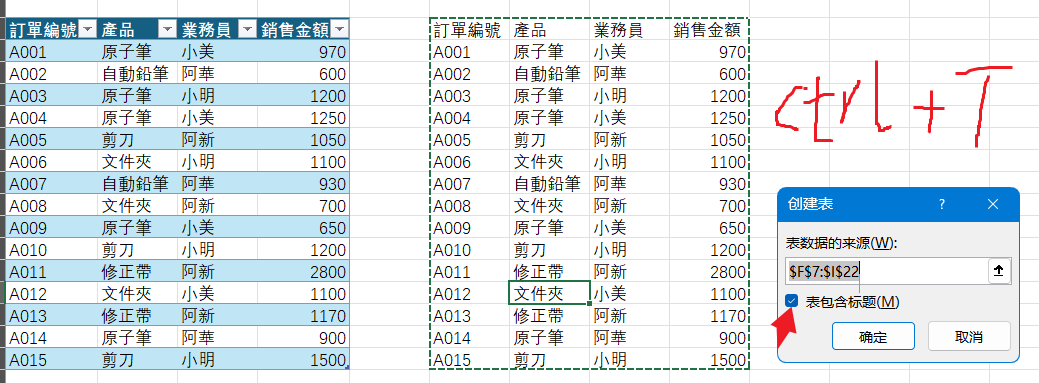 訂單編號 產品 業務員 銷售金額
A001 原子筆 小美 970
A002 自動鉛筆 阿華 600
A003 原子筆 小明 1200
A004 原子筆 小美 1250
A005 剪刀 阿新 1050
A006 文件夾 小明 1100
A007 自動鉛筆 阿華 930
A008 文件夾 阿新 700
A009 原子筆 小美 650
A010 剪刀 小明 1200
A011 修正帶 阿新 2800
A012 文件夾 小美 1100
A013 修正帶 阿新 1170
A014 原子筆 阿華 900
A015 剪刀 小明 1500
訂單編號 產品 業務員 銷售金額
A001 原子筆 小美 970
A002 自動鉛筆 阿華 600
A003 原子筆 小明 1200
A004 原子筆 小美 1250
A005 剪刀 阿新 1050
A006 文件夾 小明 1100
A007 自動鉛筆 阿華 930
A008 文件夾 阿新 700
A009 原子筆 小美 650
A010 剪刀 小明 1200
A011 修正帶 阿新 2800
A012 文件夾 小美 1100
A013 修正帶 阿新 1170
A014 原子筆 阿華 900
A015 剪刀 小明 1500
ctrl + T
创建表 ?
表数据的来源(W):
$F$7:$I$22
表包含标题(M)
确定 取消